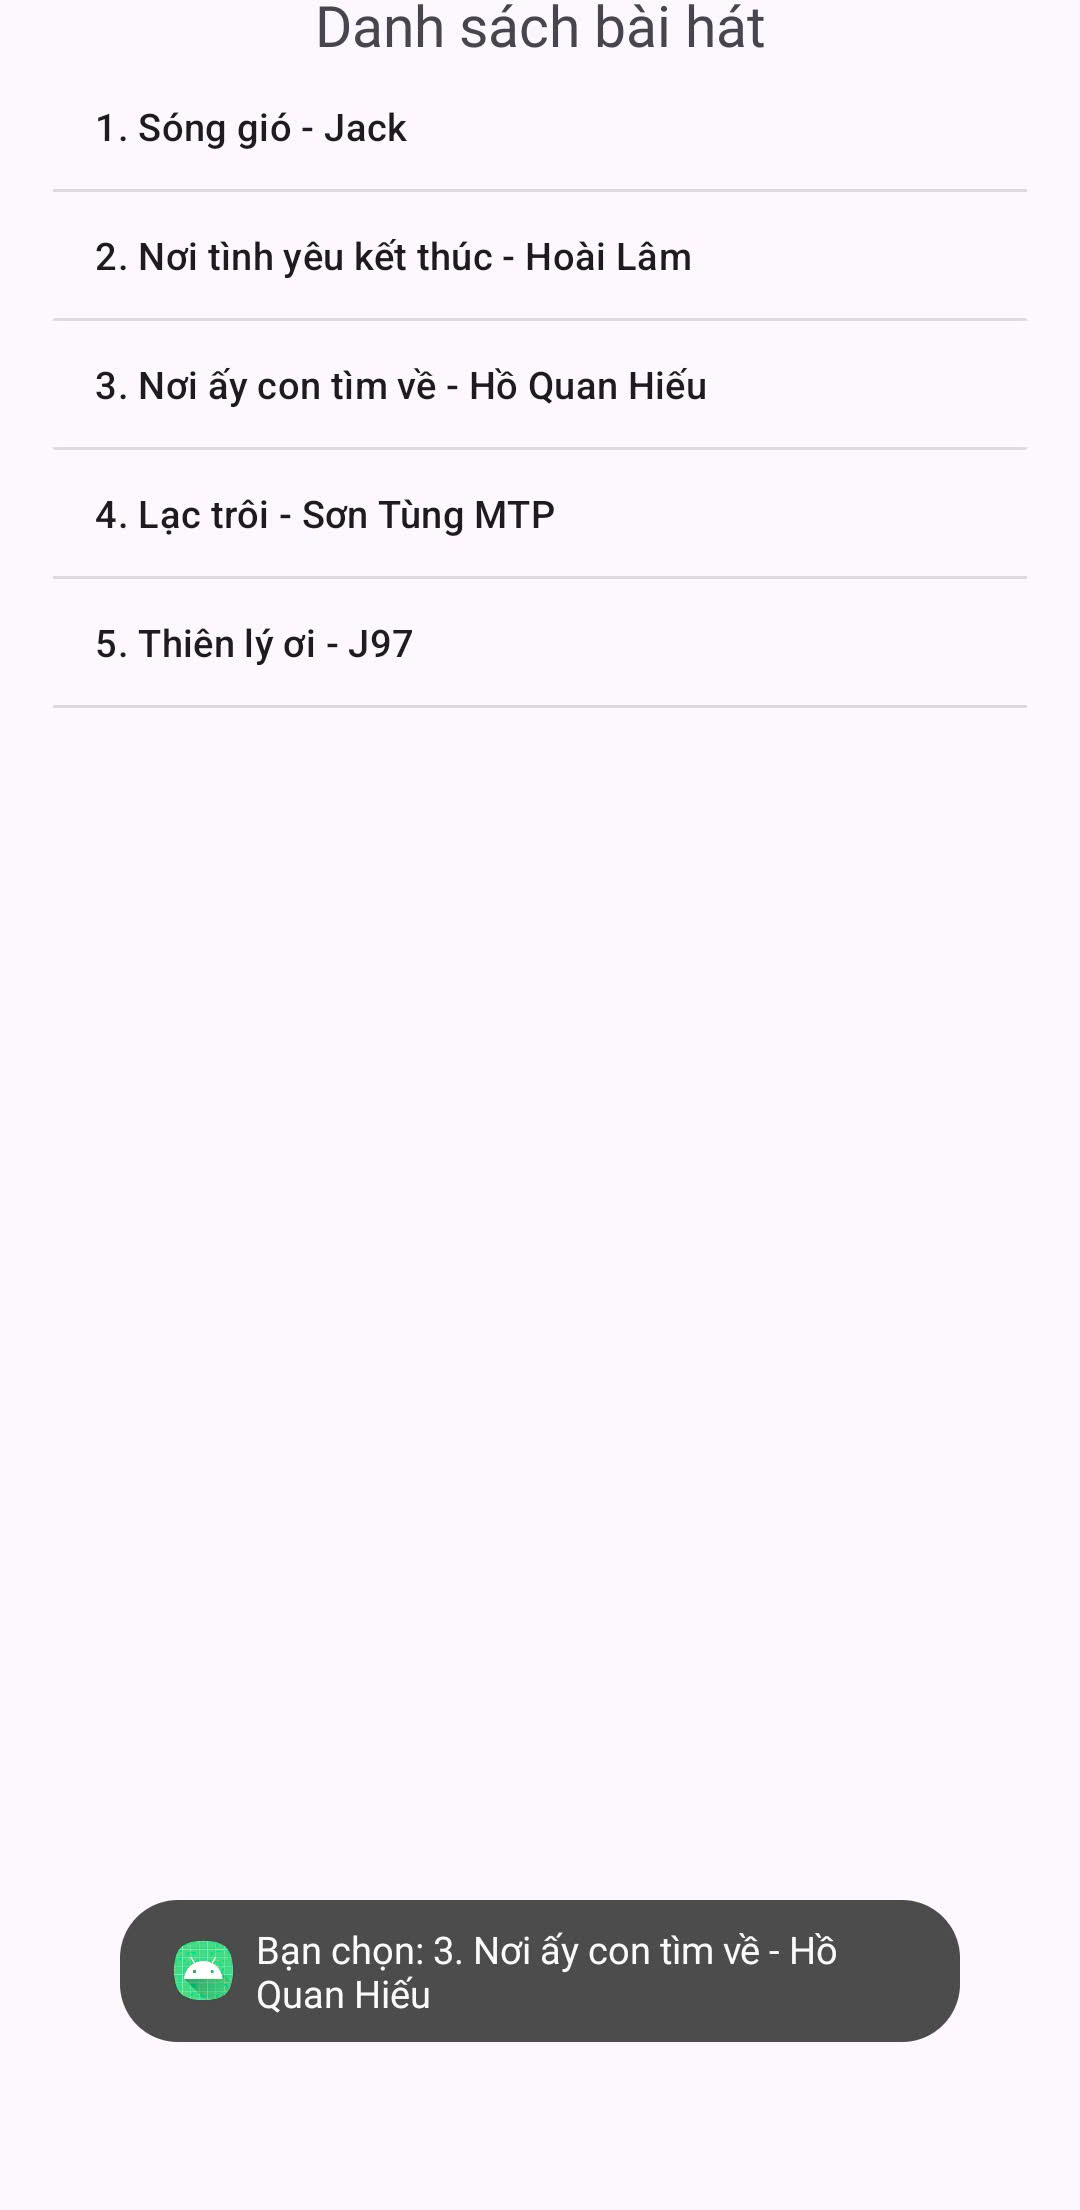 Danh sách bài hát
1. Sóng gió - Jack
2. Nơi tình yêu kết thúc - Hoài Lâm
3. Nơi ấy con tìm về - Hồ Quan Hiếu
4. Lạc trôi - Sơn Tùng MTP
5. Thiên lý ơi - J97
Bạn chọn: 3. Nơi ấy con tìm về - Hồ
Quan Hiếu